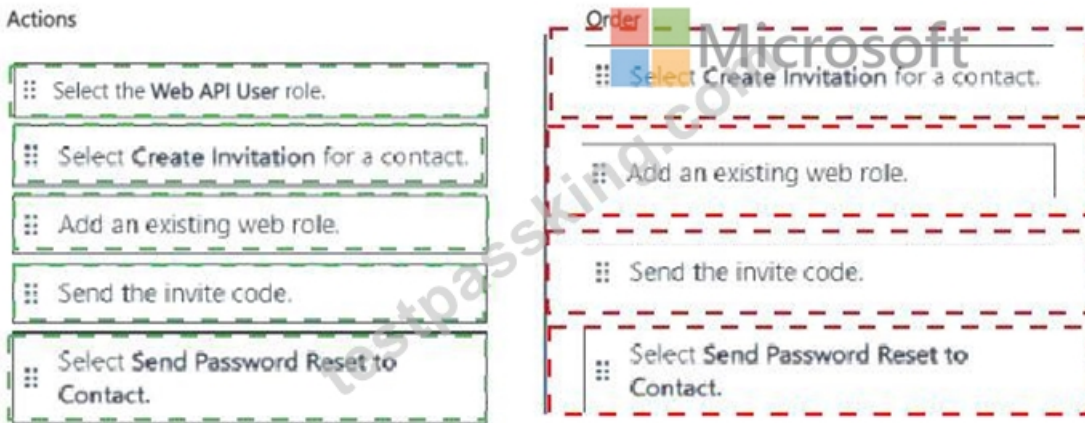 Actions
Select the Web API User role.
Select Create Invitation for a contact.
Add an existing web role.
Send the invite code.
Select Send Password Reset to
Contact.
Order
Microsoft
Select Create Invitation for a contact.
Add an existing web role.
Send the invite code.
Select Send Password Reset to
Contact.
testpassking.com